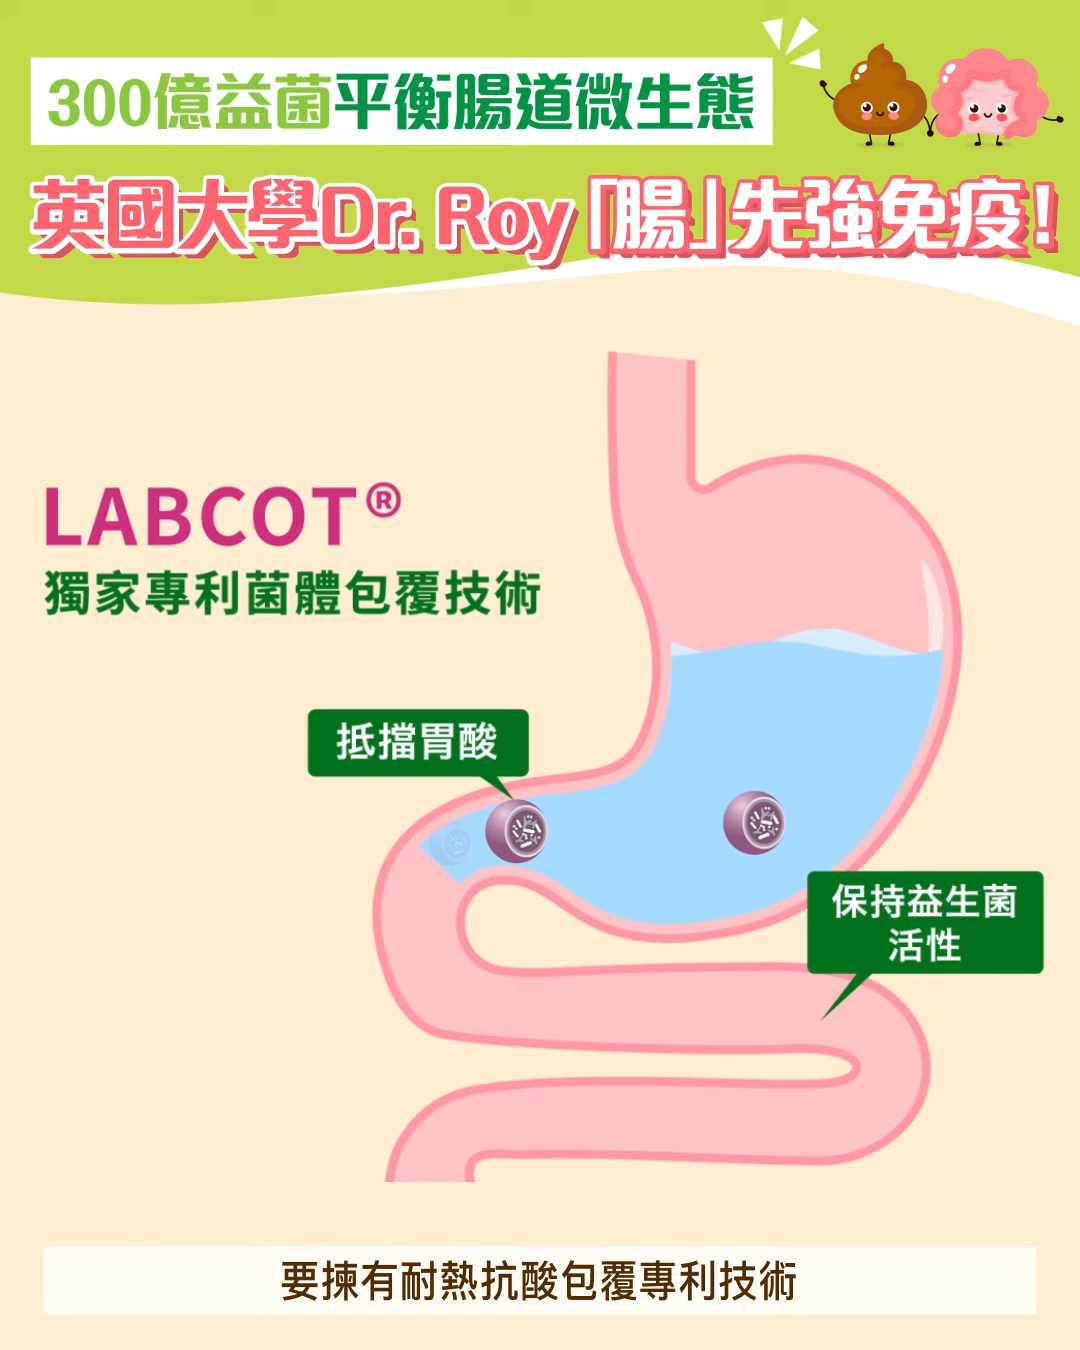 300億益菌平衡腸道微生態
英國大學Dr. Roy「腸」先強免疫!
LABCOT®
獨家專利菌體包覆技術
抵擋胃酸
保持益生菌
活性
要揀有耐熱抗酸包覆專利技術